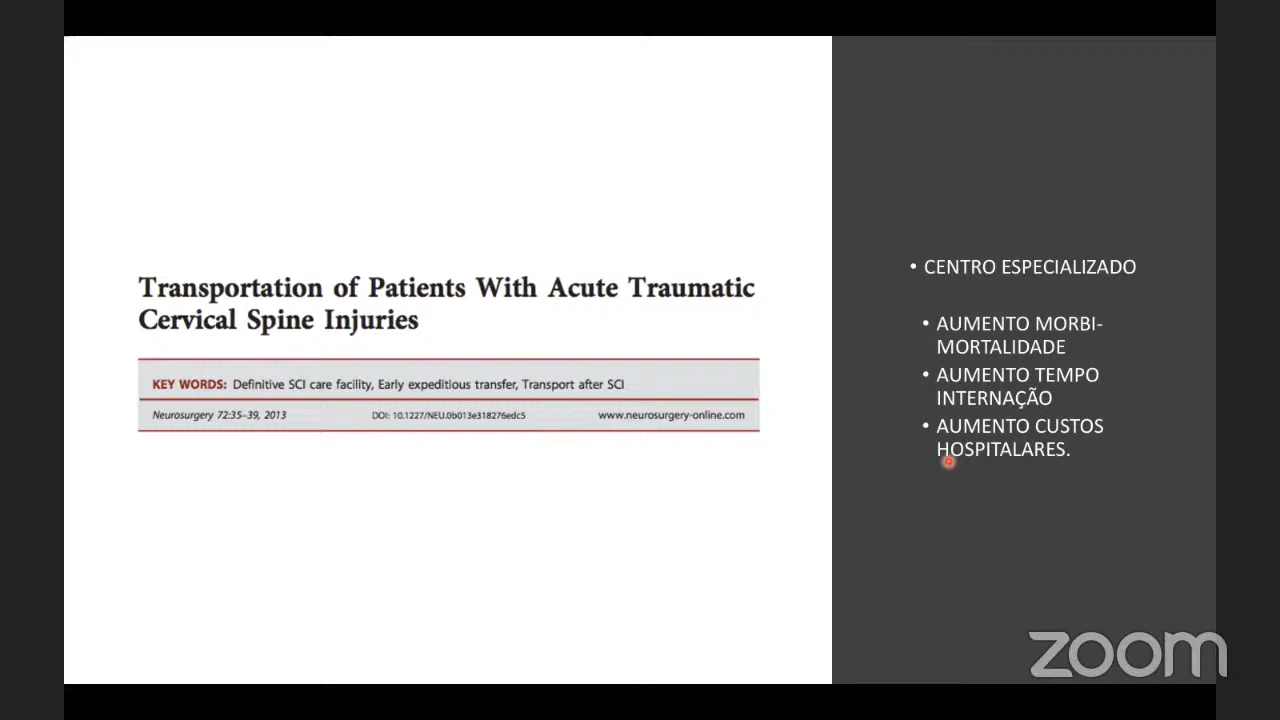 Transportation of Patients With Acute Traumatic
Cervical Spine Injuries
KEY WORDS: Definitive SCI care facility, Early expeditious transfer, Transport after SCI
Neurosurgery 72:35–39, 2013 DOI: 10.1227/NEU.0b013e318276edc5 www.neurosurgery-online.com
• CENTRO ESPECIALIZADO
• AUMENTO MORBI-
MORTALIDADE
• AUMENTO TEMPO
INTERNAÇÃO
• AUMENTO CUSTOS
HOSPITALARES.
zoom